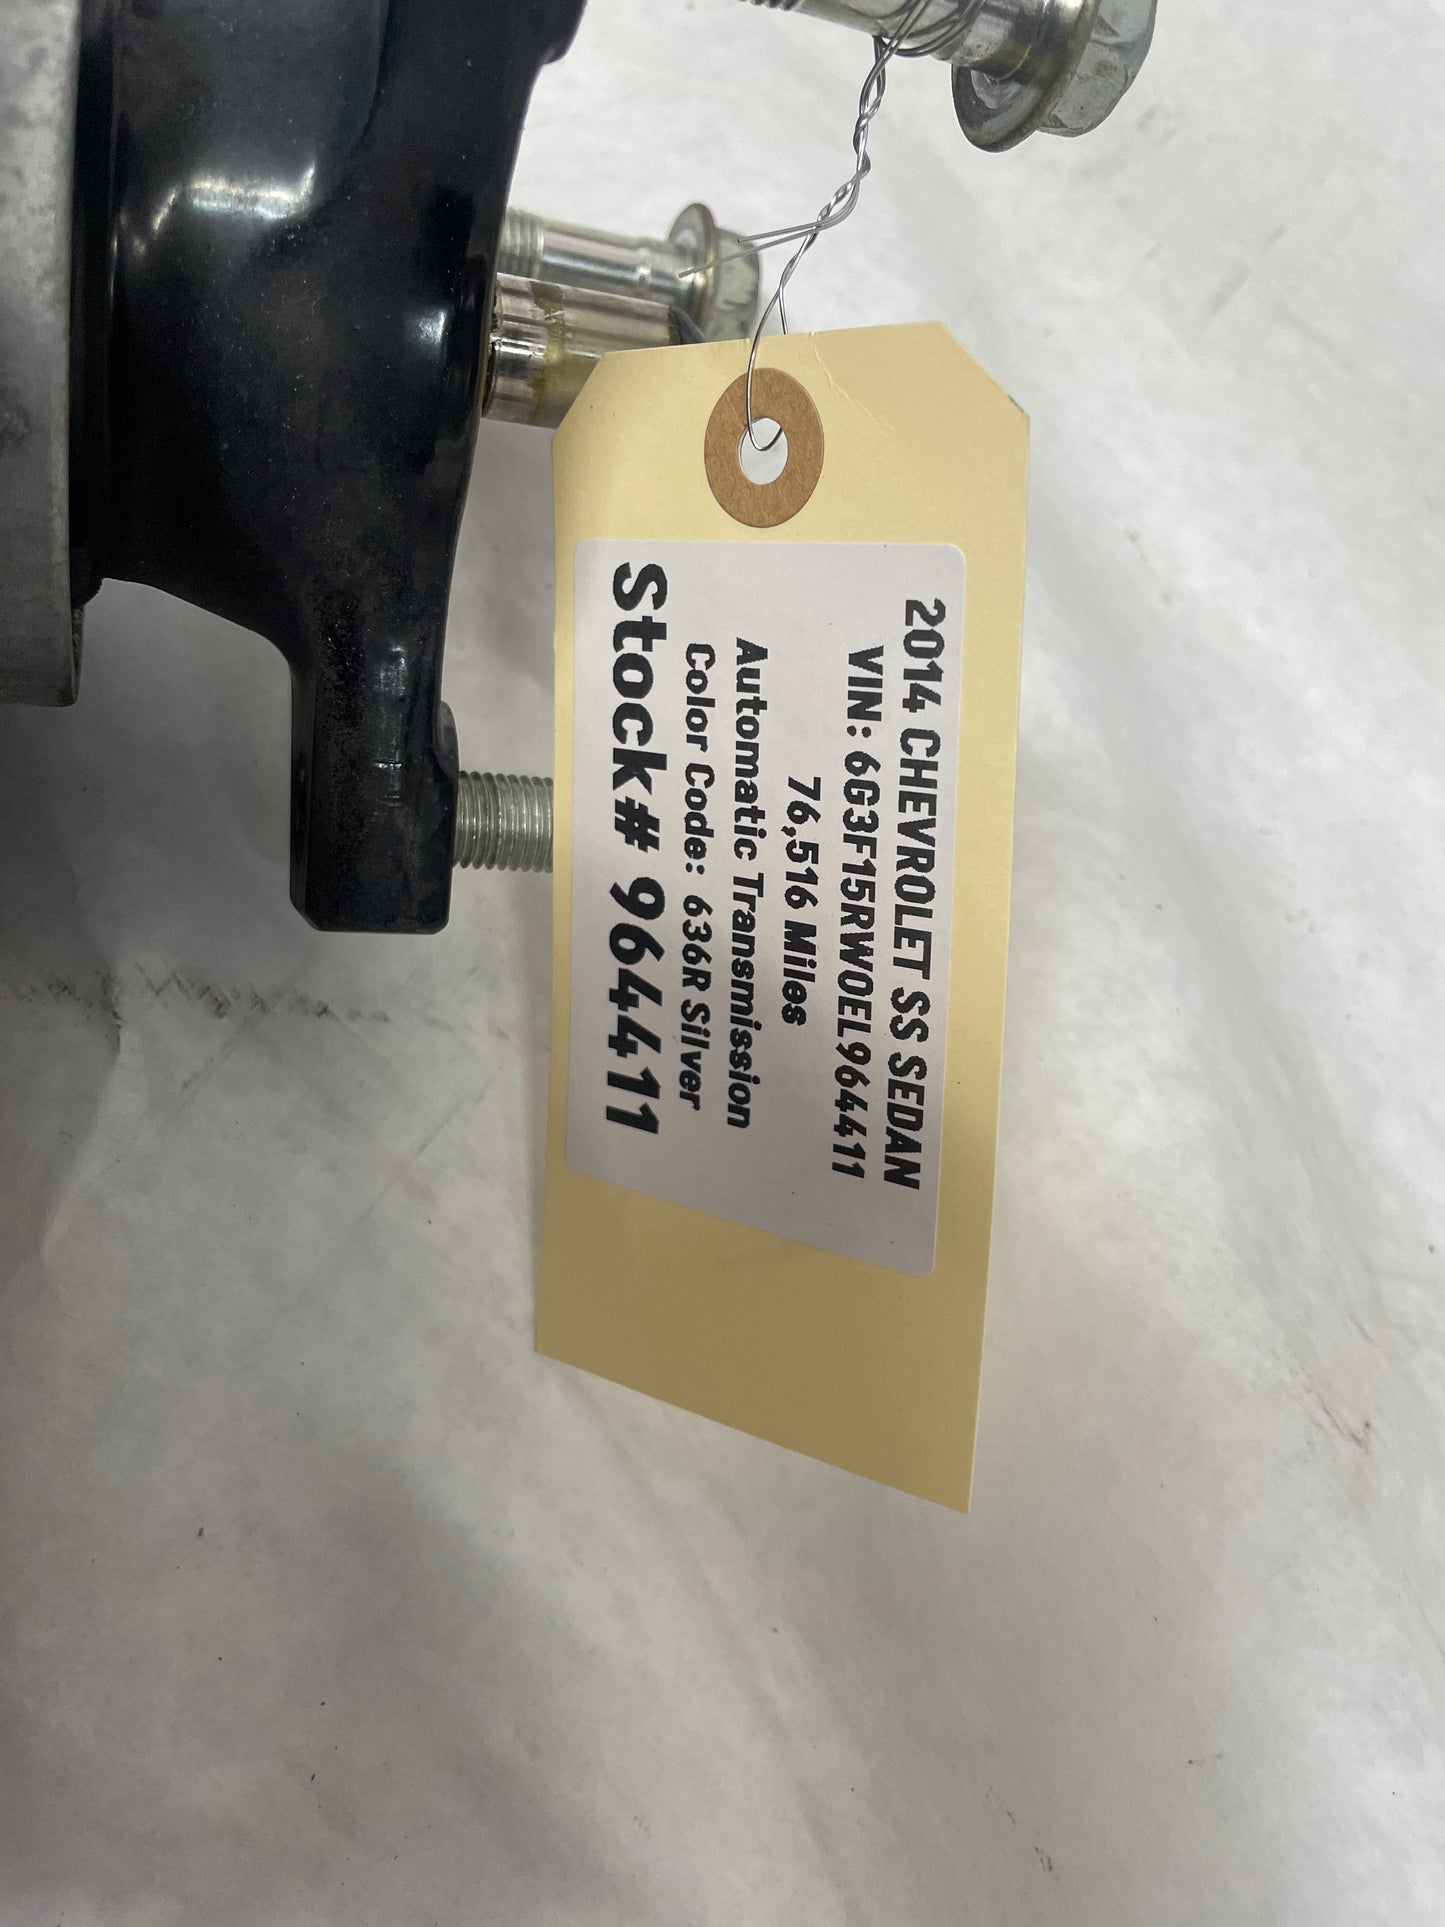 2014 CHEVROLET SS SEDAN
VIN: 6G3F15RW0EL964411
76,516 Miles
Automatic Transmission
Color Code: 636R Silver
Stock# 964411